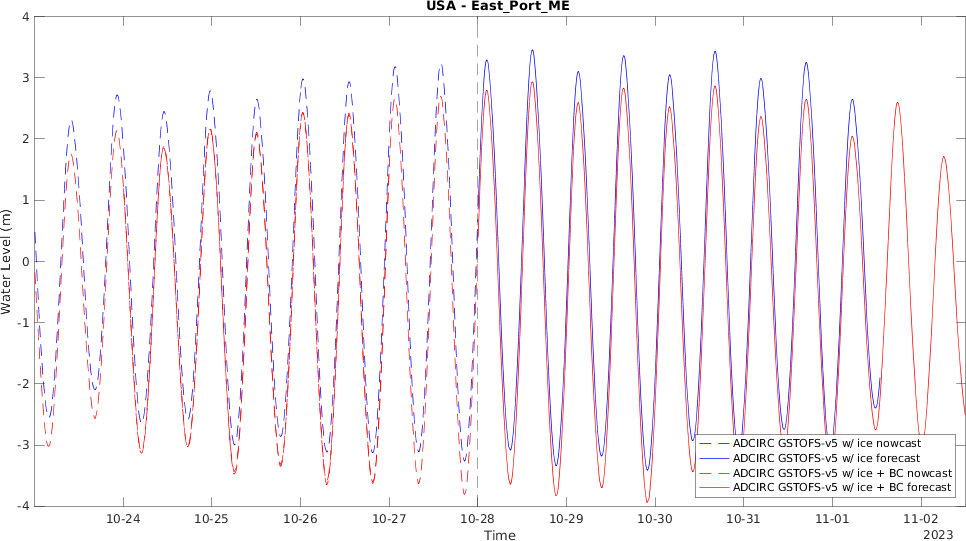 USA - East_Port_ME
4
3
2
1
0
-1
-2
-3
-4
Water Level (m)
ADCIRC GSTOFS-v5 w/ ice nowcast
ADCIRC GSTOFS-v5 w/ ice forecast
ADCIRC GSTOFS-v5 w/ ice + BC nowcast
ADCIRC GSTOFS-v5 w/ ice + BC forecast
10-24 10-25 10-26 10-27 10-28 10-29 10-30 10-31 11-01 11-02
Time
2023